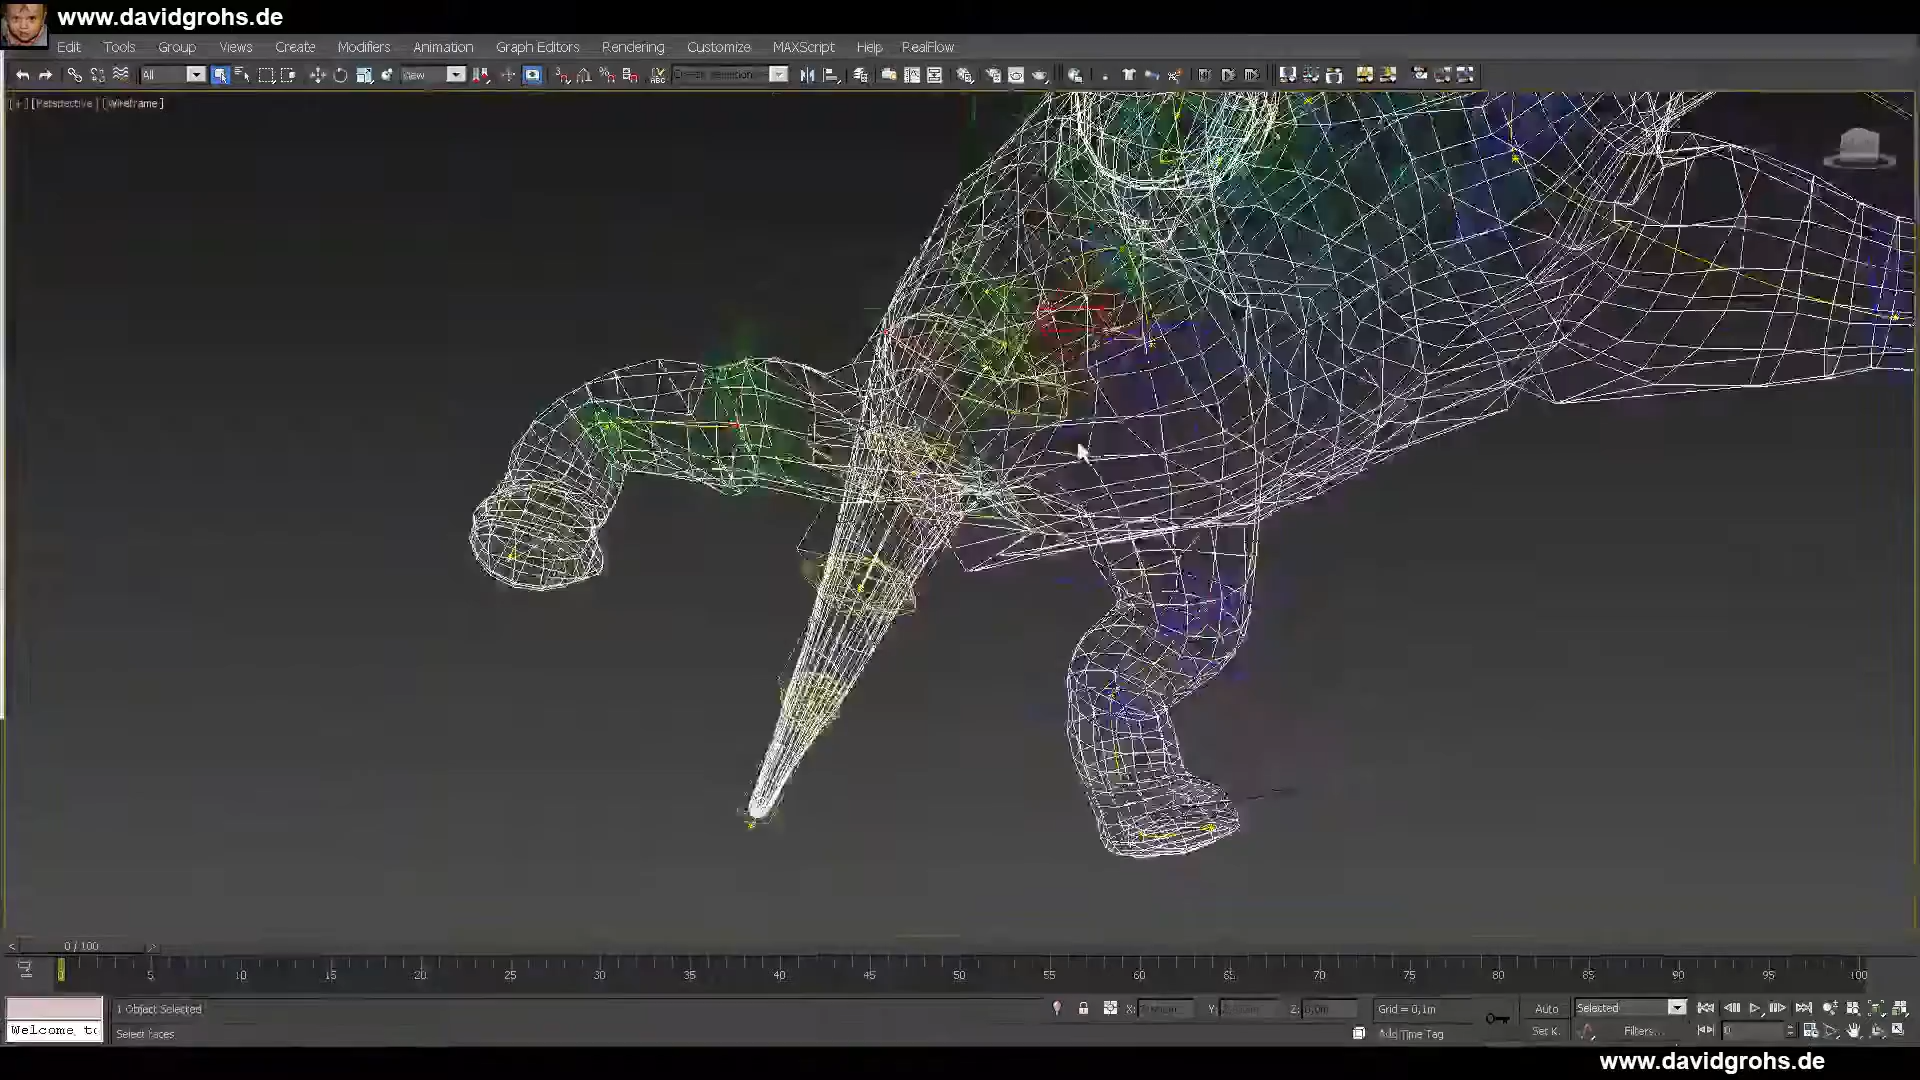 www.davidgrohs.de
Edit Tools Group Views Create Modifiers Animation Graph Editors Rendering Customize MAXScript Help RealFlow
All View
[+] [Perspective] [Wireframe]
0 / 100
0 5 10 15 20 25 30 35 40 45 50 55 60 65 70 75 80 85 90 95 100
1 Object Selected X: Y: Z: Grid = 0,1m Auto Selected
Welcome to Select Faces Add Time Tag Set K. Filters... 0
www.davidgrohs.de